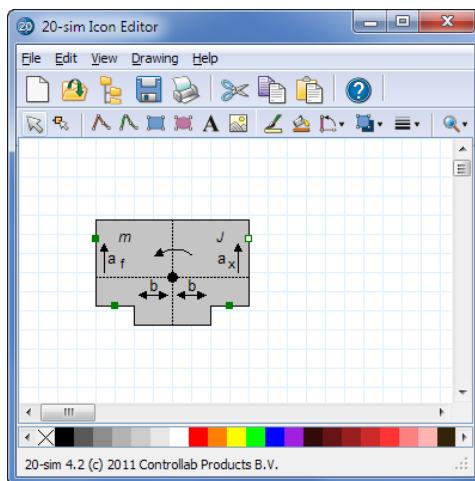 20-sim Icon Editor
File Edit View Drawing Help
A
m J
a f a x
b b
20-sim 4.2 (c) 2011 Controllab Products B.V.